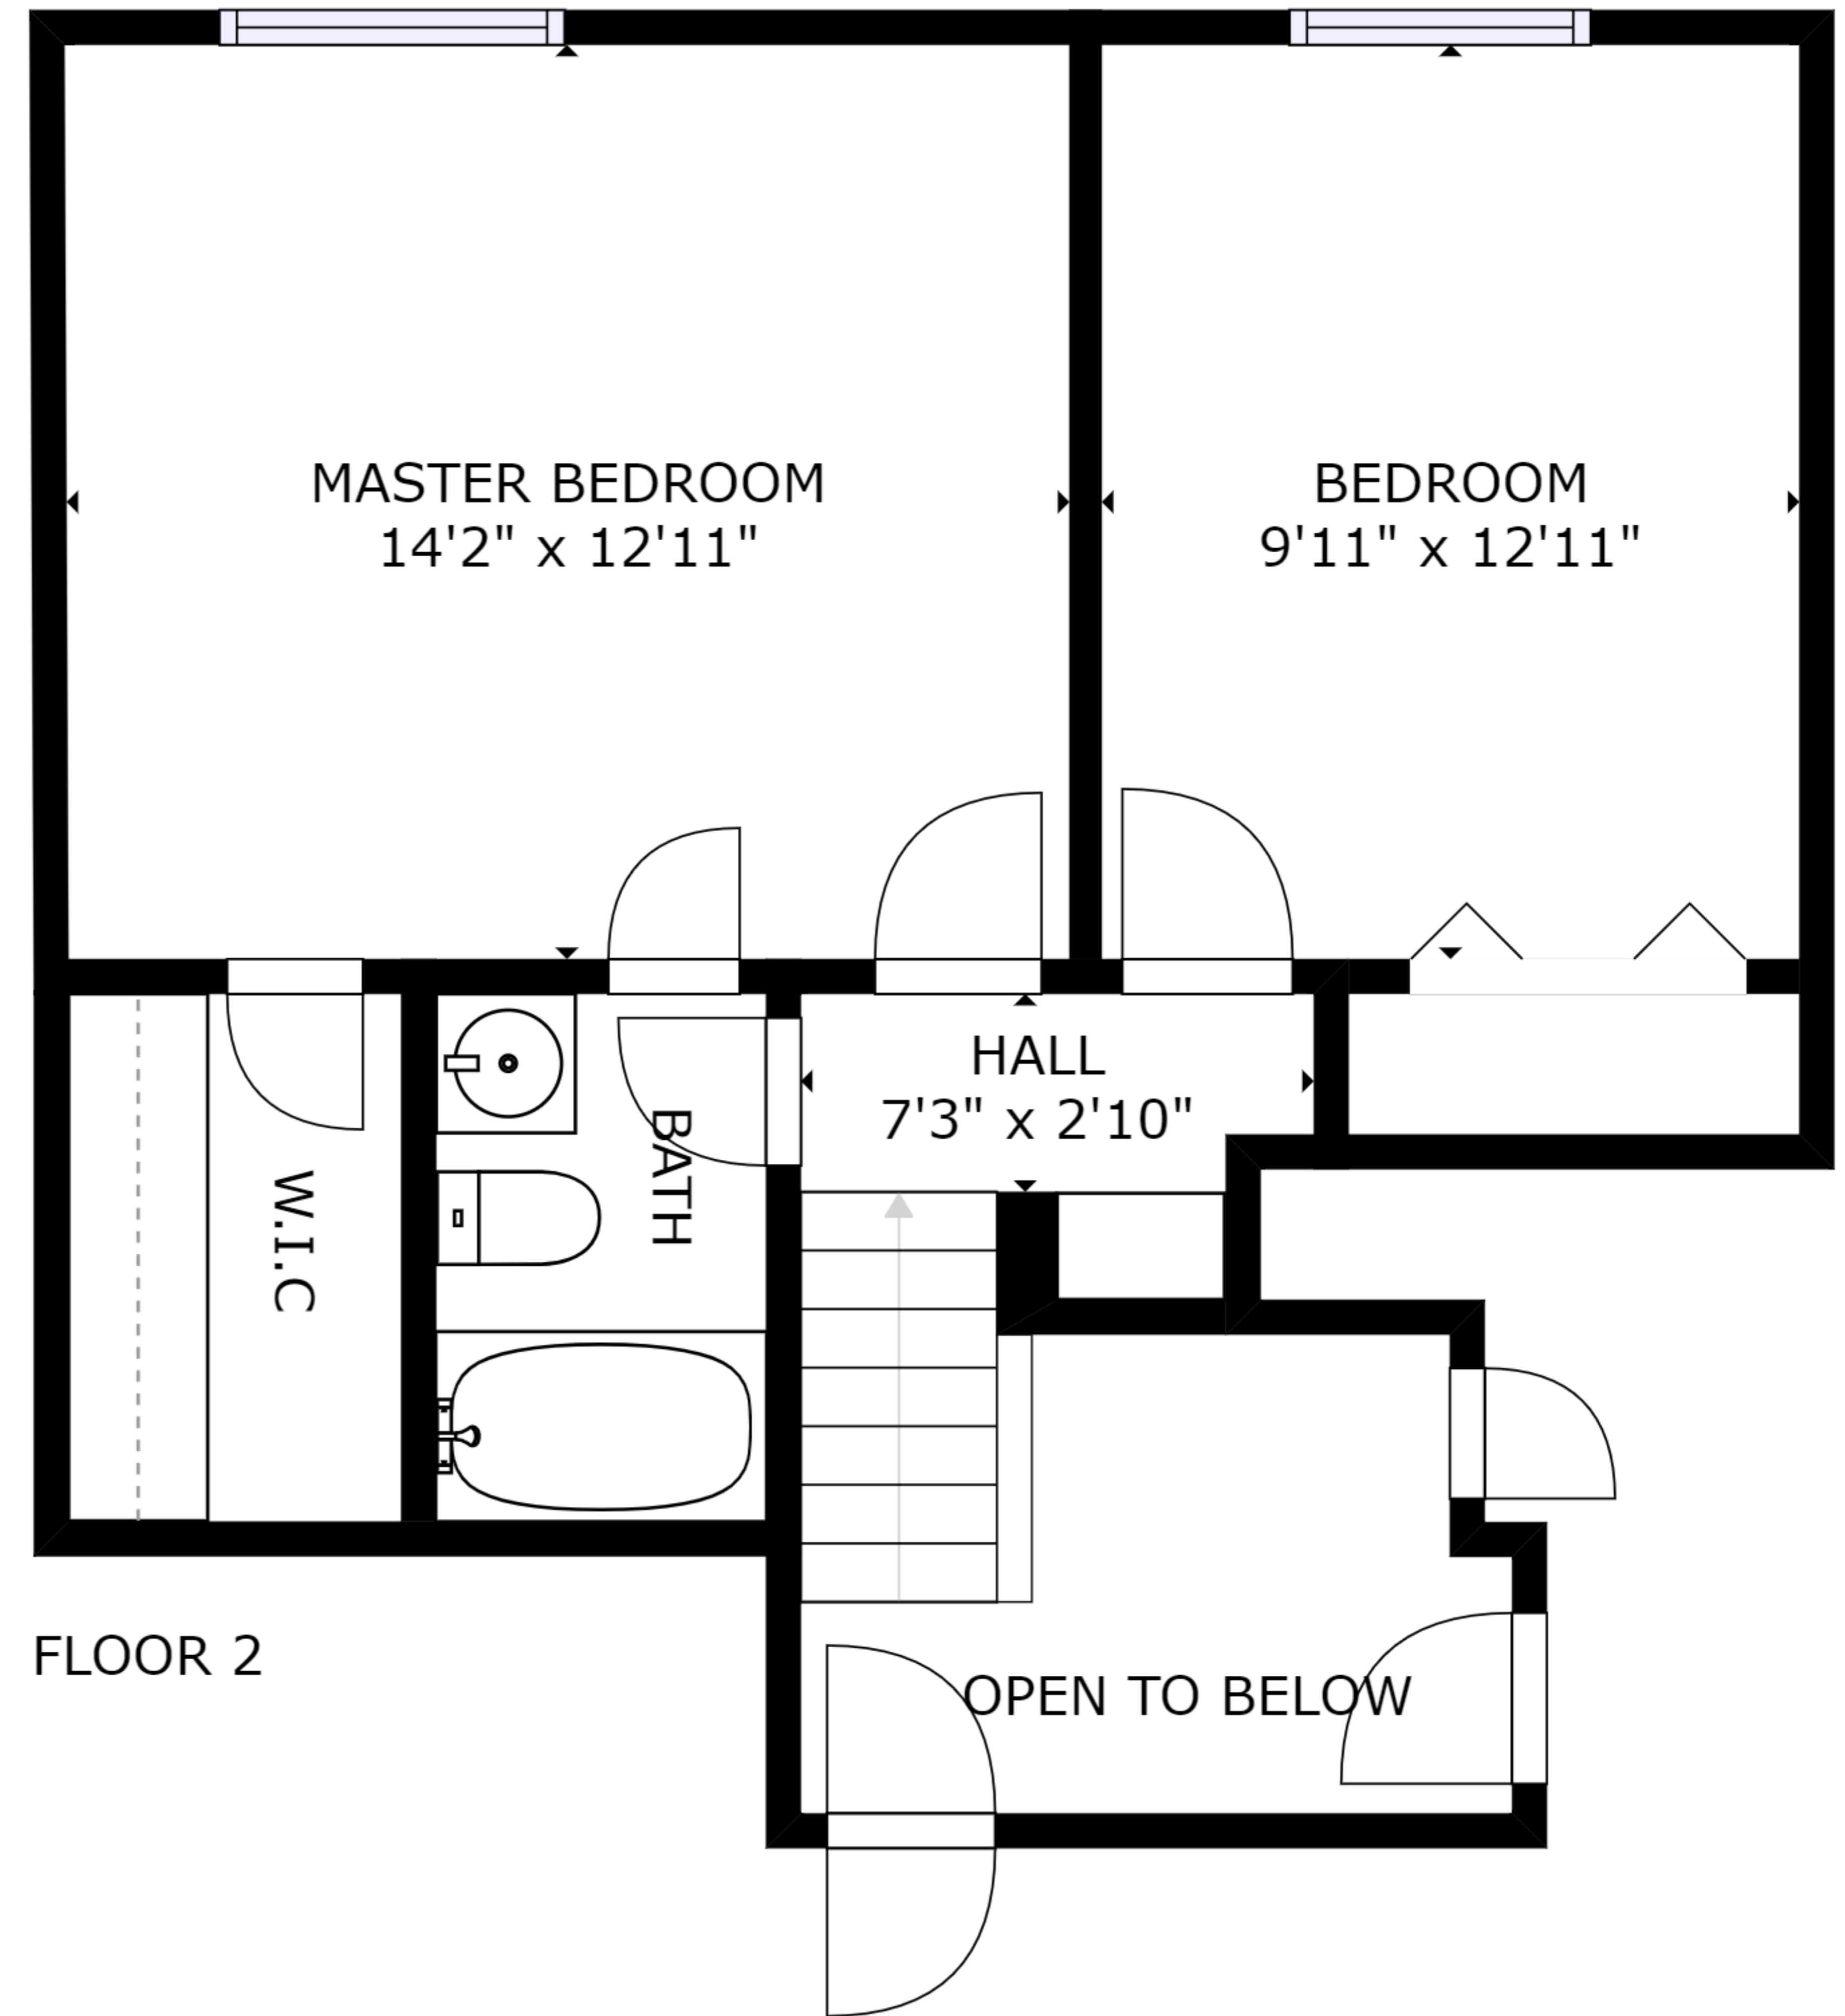 MASTER BEDROOM
14'2" x 12'11"
BEDROOM
9'11" x 12'11"
HALL
7'3" x 2'10"
BATH
W.I.C
FLOOR 2
OPEN TO BELOW